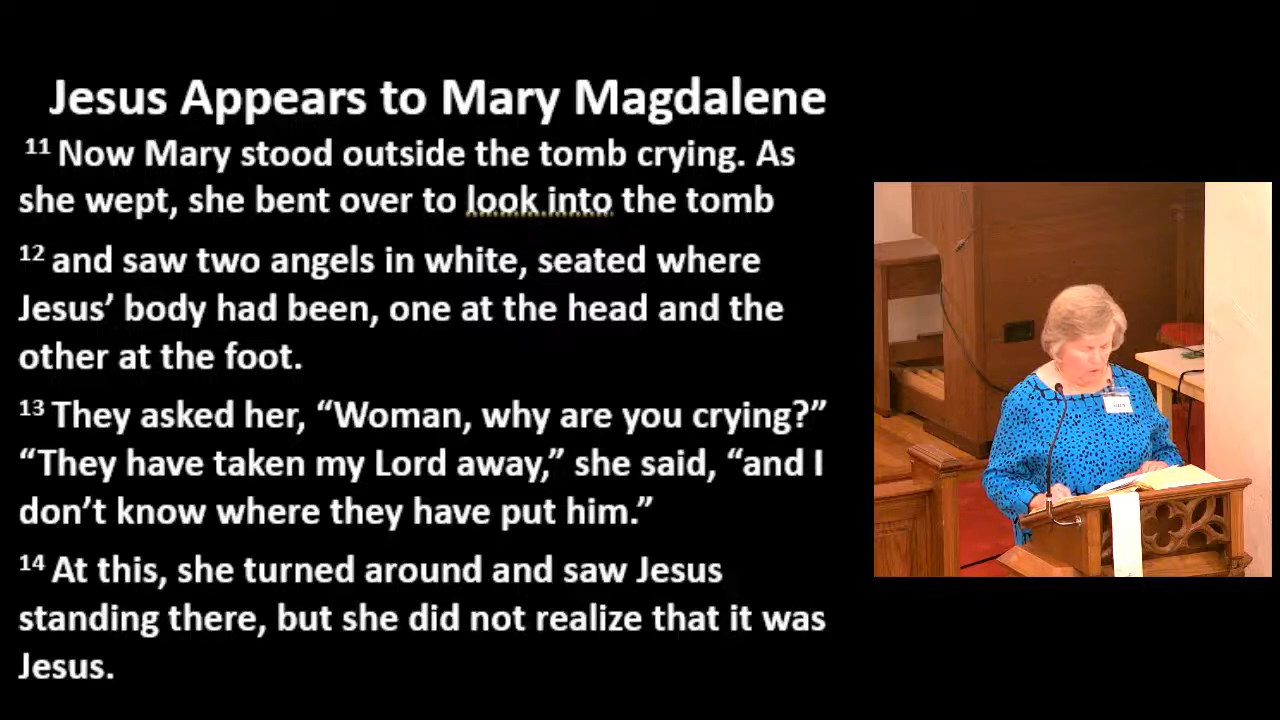 Jesus Appears to Mary Magdalene
¹¹ Now Mary stood outside the tomb crying. As
she wept, she bent over to look into the tomb
¹² and saw two angels in white, seated where
Jesus’ body had been, one at the head and the
other at the foot.
¹³ They asked her, “Woman, why are you crying?”
“They have taken my Lord away,” she said, “and I
don’t know where they have put him.”
¹⁴ At this, she turned around and saw Jesus
standing there, but she did not realize that it was
Jesus.